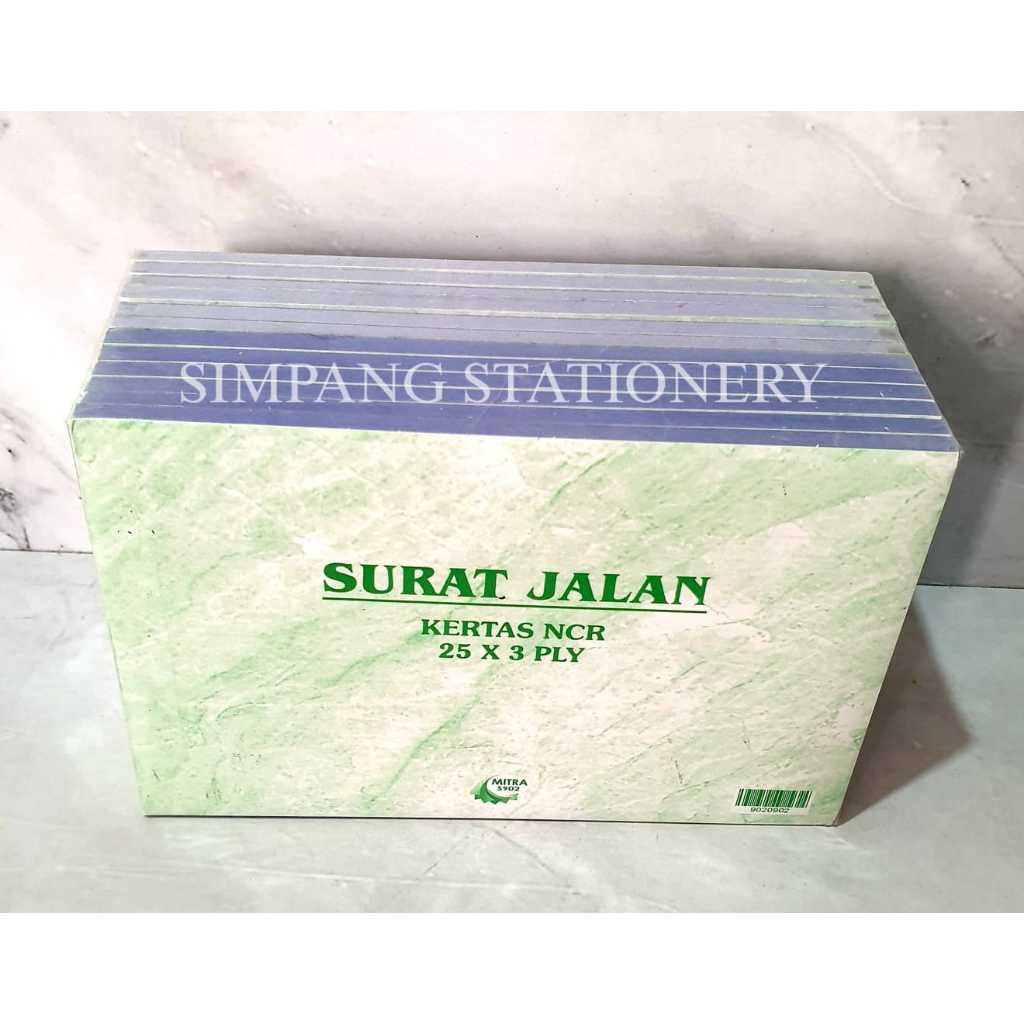 SIMPANG STATIONERY
SURAT JALAN
KERTAS NCR
25 X 3 PLY
MITRA
5902
9020902